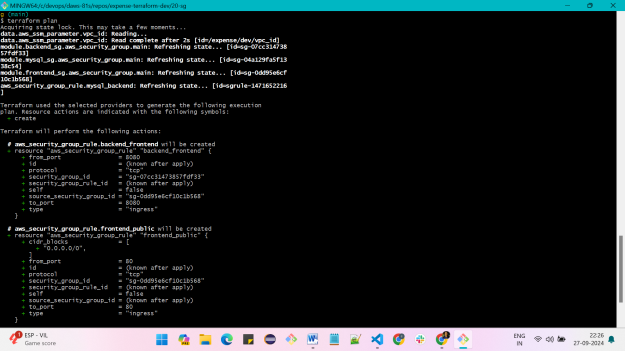 MINGW64:/c/devops/daws-81s/repos/expense-terraform-dev/20-sg
g (main)
$ terraform plan
Acquiring state lock. This may take a few moments...
data.aws_ssm_parameter.vpc_id: Reading...
data.aws_ssm_parameter.vpc_id: Read complete after 2s [id=/expense/dev/vpc_id]
module.backend_sg.aws_security_group.main: Refreshing state... [id=sg-07cc314738
57fdf33]
module.mysql_sg.aws_security_group.main: Refreshing state... [id=sg-04a129fa5f13
38c54]
module.frontend_sg.aws_security_group.main: Refreshing state... [id=sg-0dd95e6cf
10c1b568]
aws_security_group_rule.mysql_backend: Refreshing state... [id=sgrule-1471652216
]
Terraform used the selected providers to generate the following execution
plan. Resource actions are indicated with the following symbols:
+ create
Terraform will perform the following actions:
# aws_security_group_rule.backend_frontend will be created
+ resource "aws_security_group_rule" "backend_frontend" {
+ from_port = 8080
+ id = (known after apply)
+ protocol = "tcp"
+ security_group_id = "sg-07cc31473857fdf33"
+ security_group_rule_id = (known after apply)
+ self = false
+ source_security_group_id = "sg-0dd95e6cf10c1b568"
+ to_port = 8080
+ type = "ingress"
}
# aws_security_group_rule.frontend_public will be created
+ resource "aws_security_group_rule" "frontend_public" {
+ cidr_blocks = [
+ "0.0.0.0/0",
]
+ from_port = 80
+ id = (known after apply)
+ protocol = "tcp"
+ security_group_id = "sg-0dd95e6cf10c1b568"
+ security_group_rule_id = (known after apply)
+ self = false
+ source_security_group_id = (known after apply)
+ to_port = 80
+ type = "ingress"
}
ESP - VIL
Game score
ENG
IN
22:26
27-09-2024